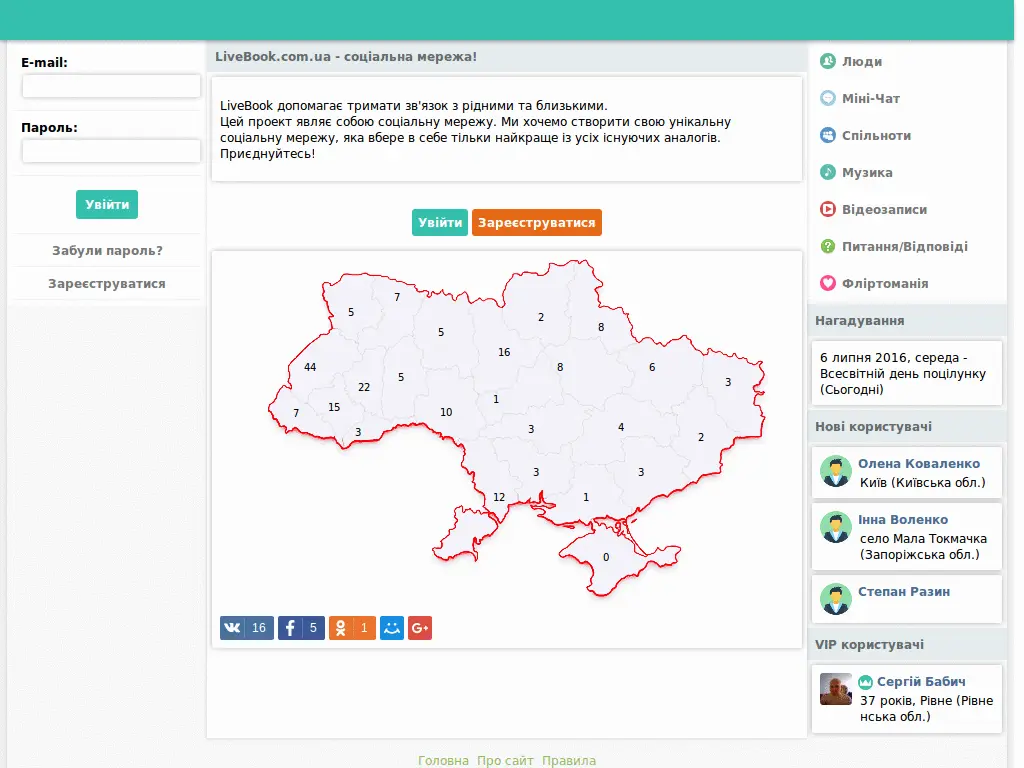 E-mail:
Пароль:
Увійти
Забули пароль?
Зареєструватися
LiveBook.com.ua - соціальна мережа!
LiveBook допомагає тримати зв'язок з рідними та близькими.
Цей проект являє собою соціальну мережу. Ми хочемо створити свою унікальну
соціальну мережу, яка вбере в себе тільки найкраще із усіх існуючих аналогів.
Приєднуйтесь!
Увійти Зареєструватися
7
5
2
5
8
16
44
8
6
5
22
3
1
15
7
10
3
3
4
2
3
3
12
1
0
16
5
1
G+
Люди
Міні-Чат
Спільноти
Музика
Відеозаписи
Питання/Відповіді
Фліртоманія
Нагадування
6 липня 2016, середа -
Всесвітній день поцілунку
(Сьогодні)
Нові користувачі
Олена Коваленко
Київ (Київська обл.)
Інна Воленко
село Мала Токмачка
(Запоріжська обл.)
Степан Разин
VIP користувачі
Сергій Бабич
37 років, Рівне (Рівне
нська обл.)
Головна Про сайт Правила